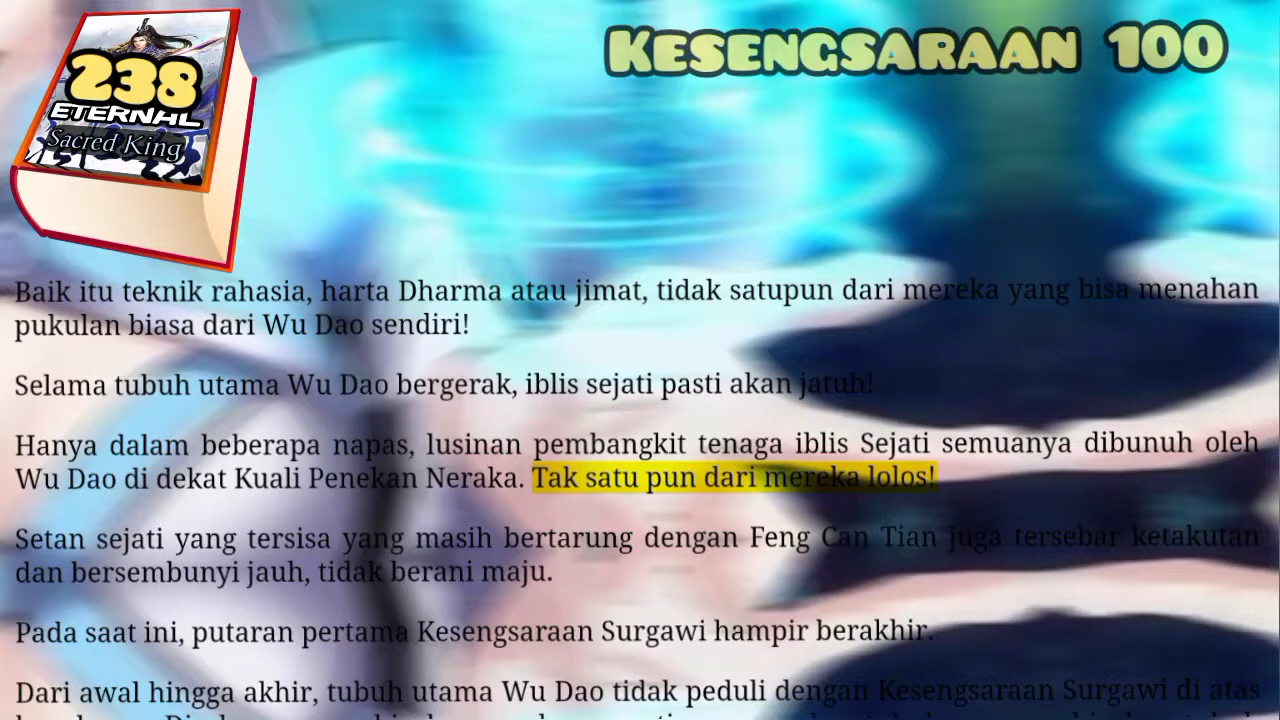 238
ETERNAL
Sacred King
KESENGSARAAN 100
Baik itu teknik rahasia, harta Dharma atau jimat, tidak satupun dari mereka yang bisa menahan
pukulan biasa dari Wu Dao sendiri!
Selama tubuh utama Wu Dao bergerak, iblis sejati pasti akan jatuh!
Hanya dalam beberapa napas, lusinan pembangkit tenaga iblis Sejati semuanya dibunuh oleh
Wu Dao di dekat Kuali Penekan Neraka. Tak satu pun dari mereka lolos!
Setan sejati yang tersisa yang masih bertarung dengan Feng Can Tian juga tersebar ketakutan
dan bersembunyi jauh, tidak berani maju.
Pada saat ini, putaran pertama Kesengsaraan Surgawi hampir berakhir.
Dari awal hingga akhir, tubuh utama Wu Dao tidak peduli dengan Kesengsaraan Surgawi di atas